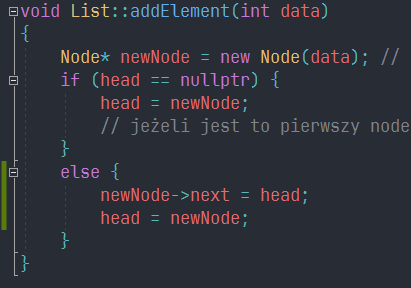 void List::addElement(int data)
{
Node* newNode = new Node(data); //
if (head == nullptr) {
head = newNode;
// jeżeli jest to pierwszy node
}
else {
newNode->next = head;
head = newNode;
}
}